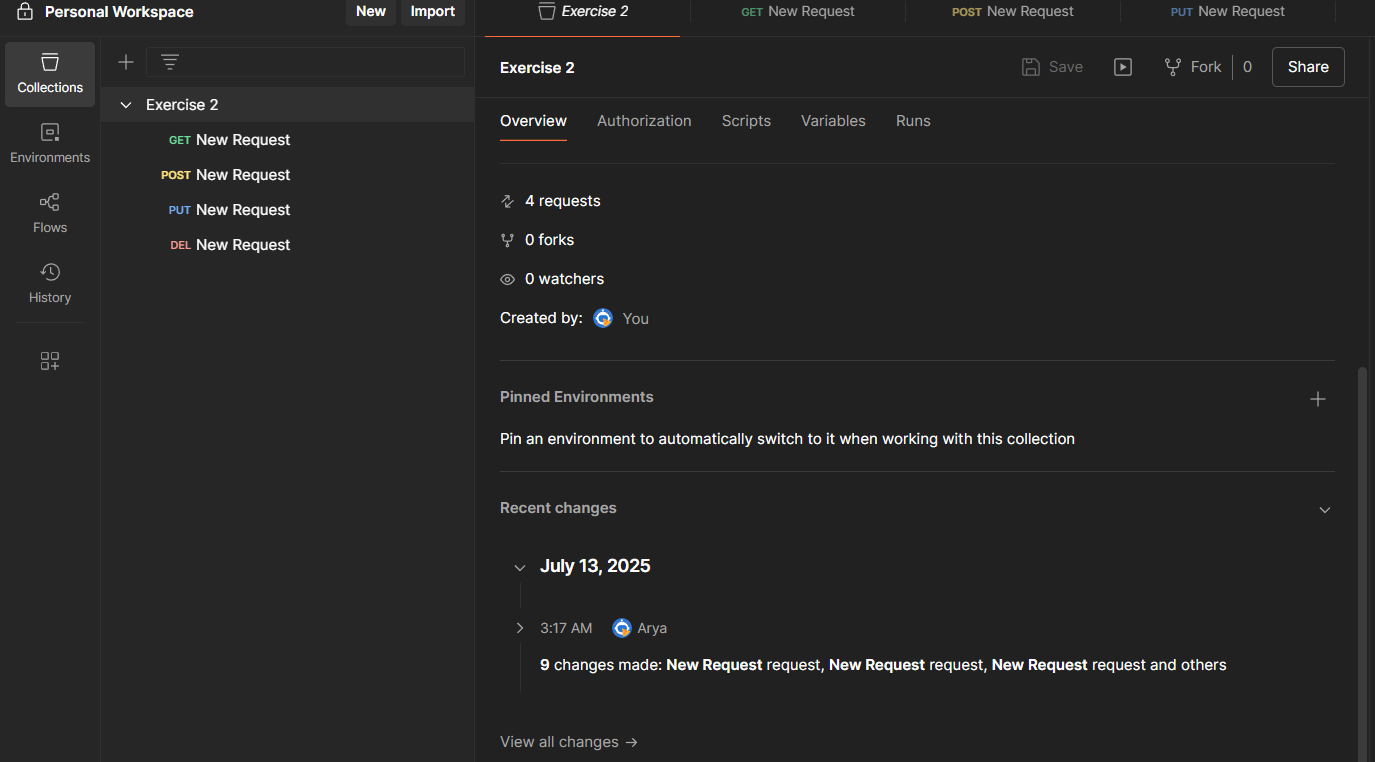 Personal Workspace New Import
Exercise 2 GET New Request POST New Request PUT New Request
Collections
Environments
Flows
History
Exercise 2
GET New Request
POST New Request
PUT New Request
DEL New Request
Exercise 2 Save Fork 0 Share
Overview Authorization Scripts Variables Runs
4 requests
0 forks
0 watchers
Created by: You
Pinned Environments
Pin an environment to automatically switch to it when working with this collection
Recent changes
July 13, 2025
3:17 AM Arya
9 changes made: New Request request, New Request request, New Request request and others
View all changes →